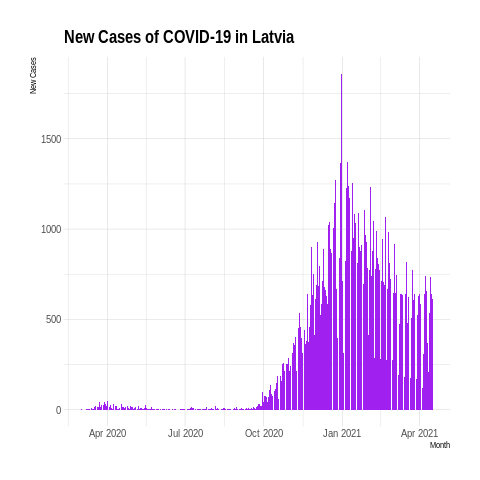 New Cases of COVID-19 in Latvia
New Cases
1500
1000
500
0
Apr 2020 Jul 2020 Oct 2020 Jan 2021 Apr 2021
Month